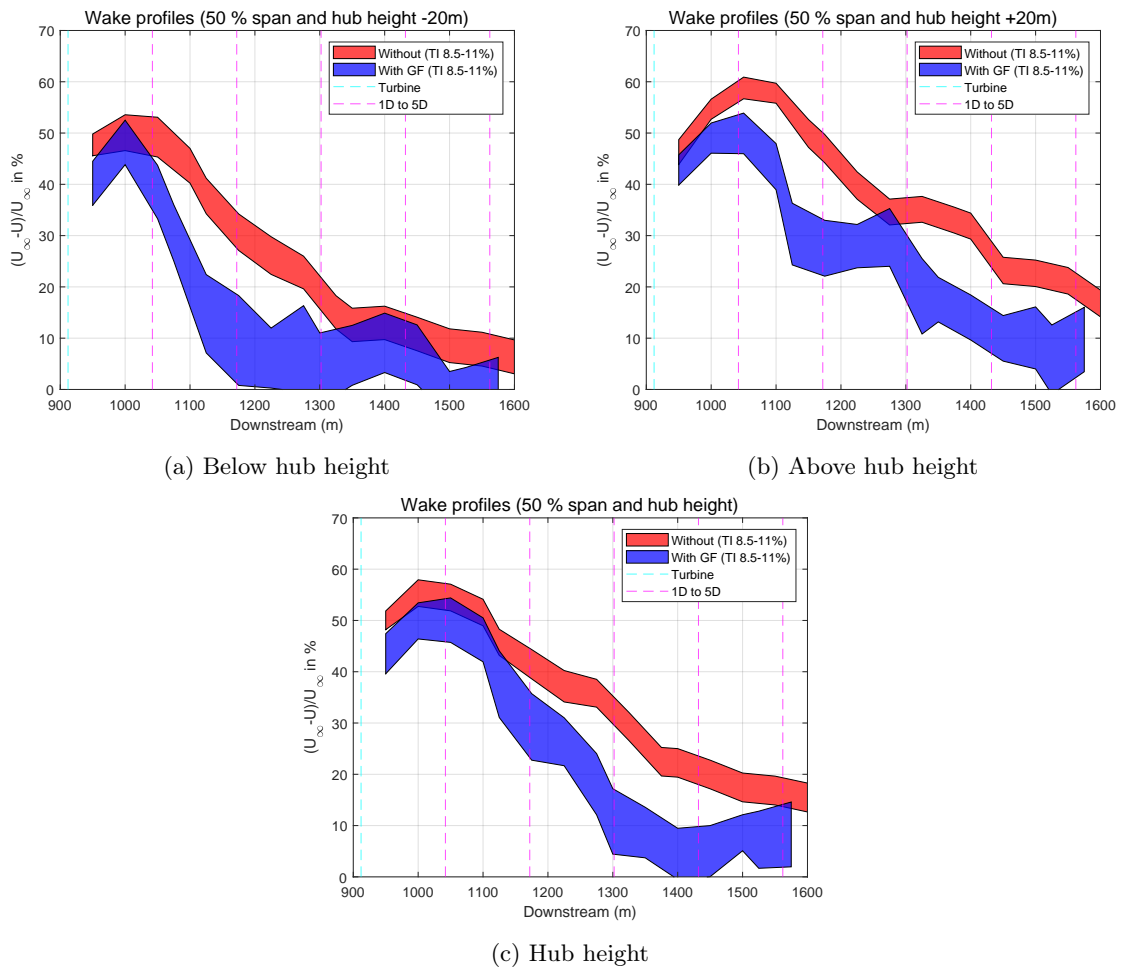 Wake profiles (50 % span and hub height -20m)
70
60
50
40
30
20
10
0
(U∞-U)/U∞ in %
Without (TI 8.5-11%)
With GF (TI 8.5-11%)
Turbine
1D to 5D
900 1000 1100 1200 1300 1400 1500 1600
Downstream (m)
(a) Below hub height
Wake profiles (50 % span and hub height +20m)
70
60
50
40
30
20
10
0
(U∞-U)/U∞ in %
Without (TI 8.5-11%)
With GF (TI 8.5-11%)
Turbine
1D to 5D
900 1000 1100 1200 1300 1400 1500 1600
Downstream (m)
(b) Above hub height
Wake profiles (50 % span and hub height)
70
60
50
40
30
20
10
0
(U∞-U)/U∞ in %
Without (TI 8.5-11%)
With GF (TI 8.5-11%)
Turbine
1D to 5D
900 1000 1100 1200 1300 1400 1500 1600
Downstream (m)
(c) Hub height